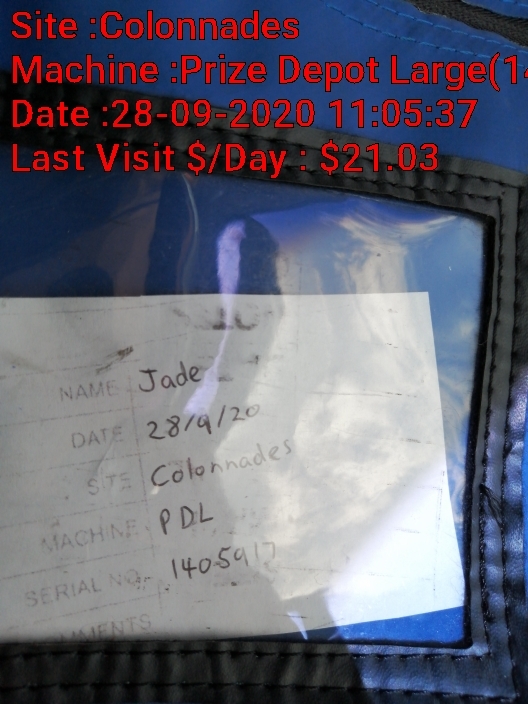 Site :Colonnades
Machine :Prize Depot Large(14
Date :28-09-2020 11:05:37
Last Visit $/Day : $21.03
NAME Jade
DATE 28/9/20
SITE Colonnades
MACHINE PDL
SERIAL NO. 1405917
COMMENTS